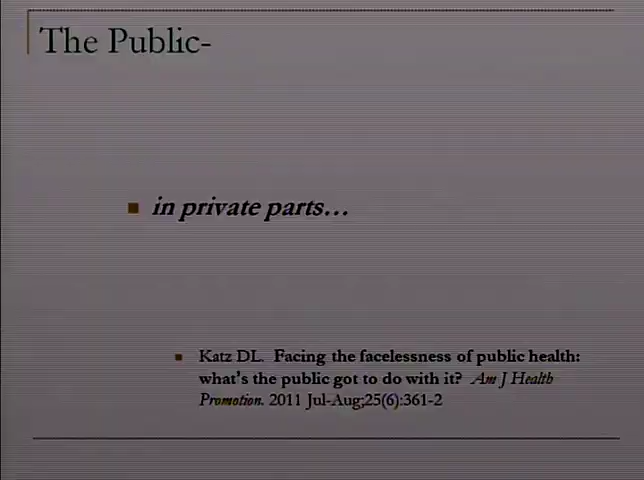 The Public-
in private parts...
Katz DL. Facing the facelessness of public health:
what's the public got to do with it? Am J Health
Promotion. 2011 Jul-Aug;25(6):361-2